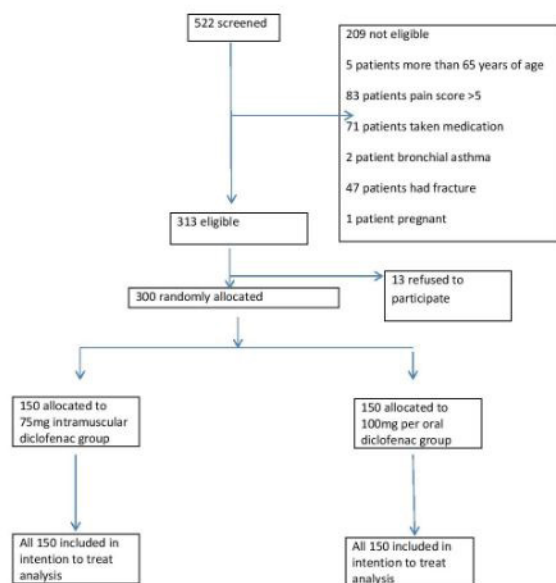 522 screened
209 not eligible
5 patients more than 65 years of age
83 patients pain score >5
71 patients taken medication
2 patient bronchial asthma
47 patients had fracture
1 patient pregnant
313 eligible
13 refused to
participate
300 randomly allocated
150 allocated to
75mg intramuscular
diclofenac group
150 allocated to
100mg per oral
diclofenac group
All 150 included in
intention to treat
analysis
All 150 included in
intention to treat
analysis